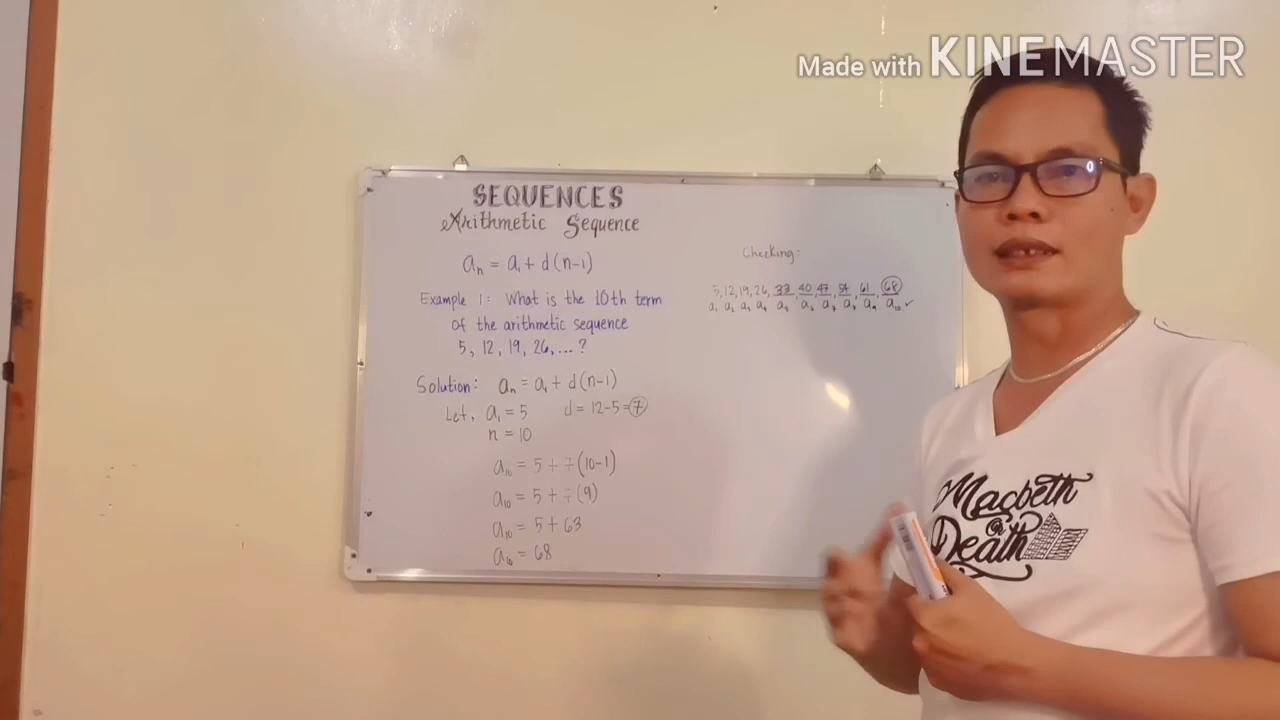 Made with KINEMASTER
SEQUENCES
Arithmetic Sequence
aₙ = a₁ + d(n-1)
Example 1: What is the 10th term
of the arithmetic sequence
5, 12, 19, 26, ... ?
Solution: aₙ = a₁ + d(n-1)
Let, a₁ = 5 d = 12-5=7
n = 10
a₁₀ = 5 + 7(10-1)
a₁₀ = 5 + 7(9)
a₁₀ = 5 + 63
a₁₀ = 68
Checking:
5, 12, 19, 26, 33, 40, 47, 54, 61, 68
a₁ a₂ a₃ a₄ a₅ a₆ a₇ a₈ a₉ a₁₀ ✓
Macbeth
Or
Death